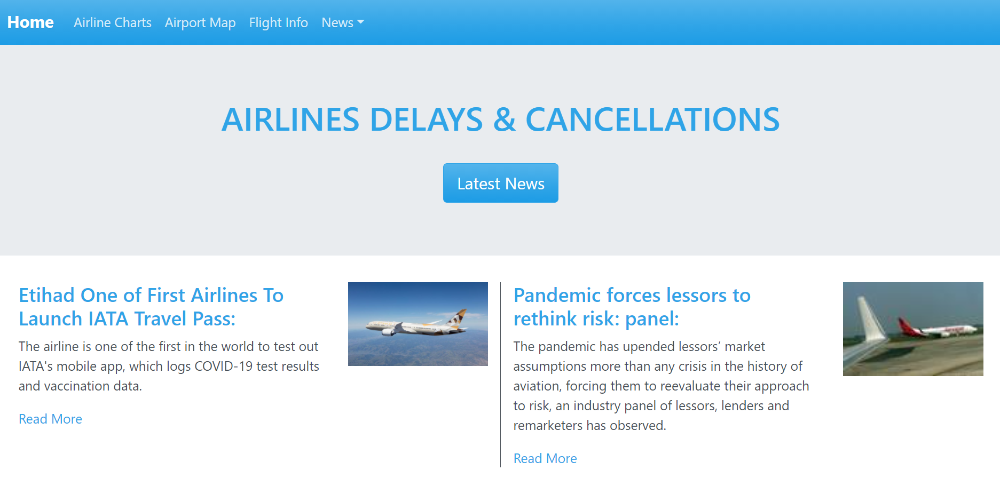 Home Airline Charts Airport Map Flight Info News
AIRLINES DELAYS & CANCELLATIONS
Latest News
Etihad One of First Airlines To
Launch IATA Travel Pass:
The airline is one of the first in the world to test out
IATA's mobile app, which logs COVID-19 test results
and vaccination data.
Read More
Pandemic forces lessors to
rethink risk: panel:
The pandemic has upended lessors’ market
assumptions more than any crisis in the history of
aviation, forcing them to reevaluate their approach
to risk, an industry panel of lessors, lenders and
remarketers has observed.
Read More